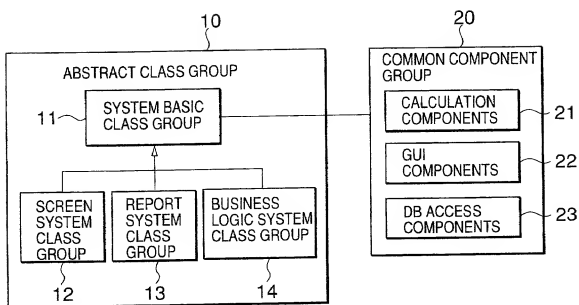 10
ABSTRACT CLASS GROUP
11
SYSTEM BASIC
CLASS GROUP
SCREEN
SYSTEM
CLASS
GROUP
12
REPORT
SYSTEM
CLASS
GROUP
13
BUSINESS
LOGIC SYSTEM
CLASS GROUP
14
20
COMMON COMPONENT
GROUP
CALCULATION
COMPONENTS
21
GUI
COMPONENTS
22
DB ACCESS
COMPONENTS
23